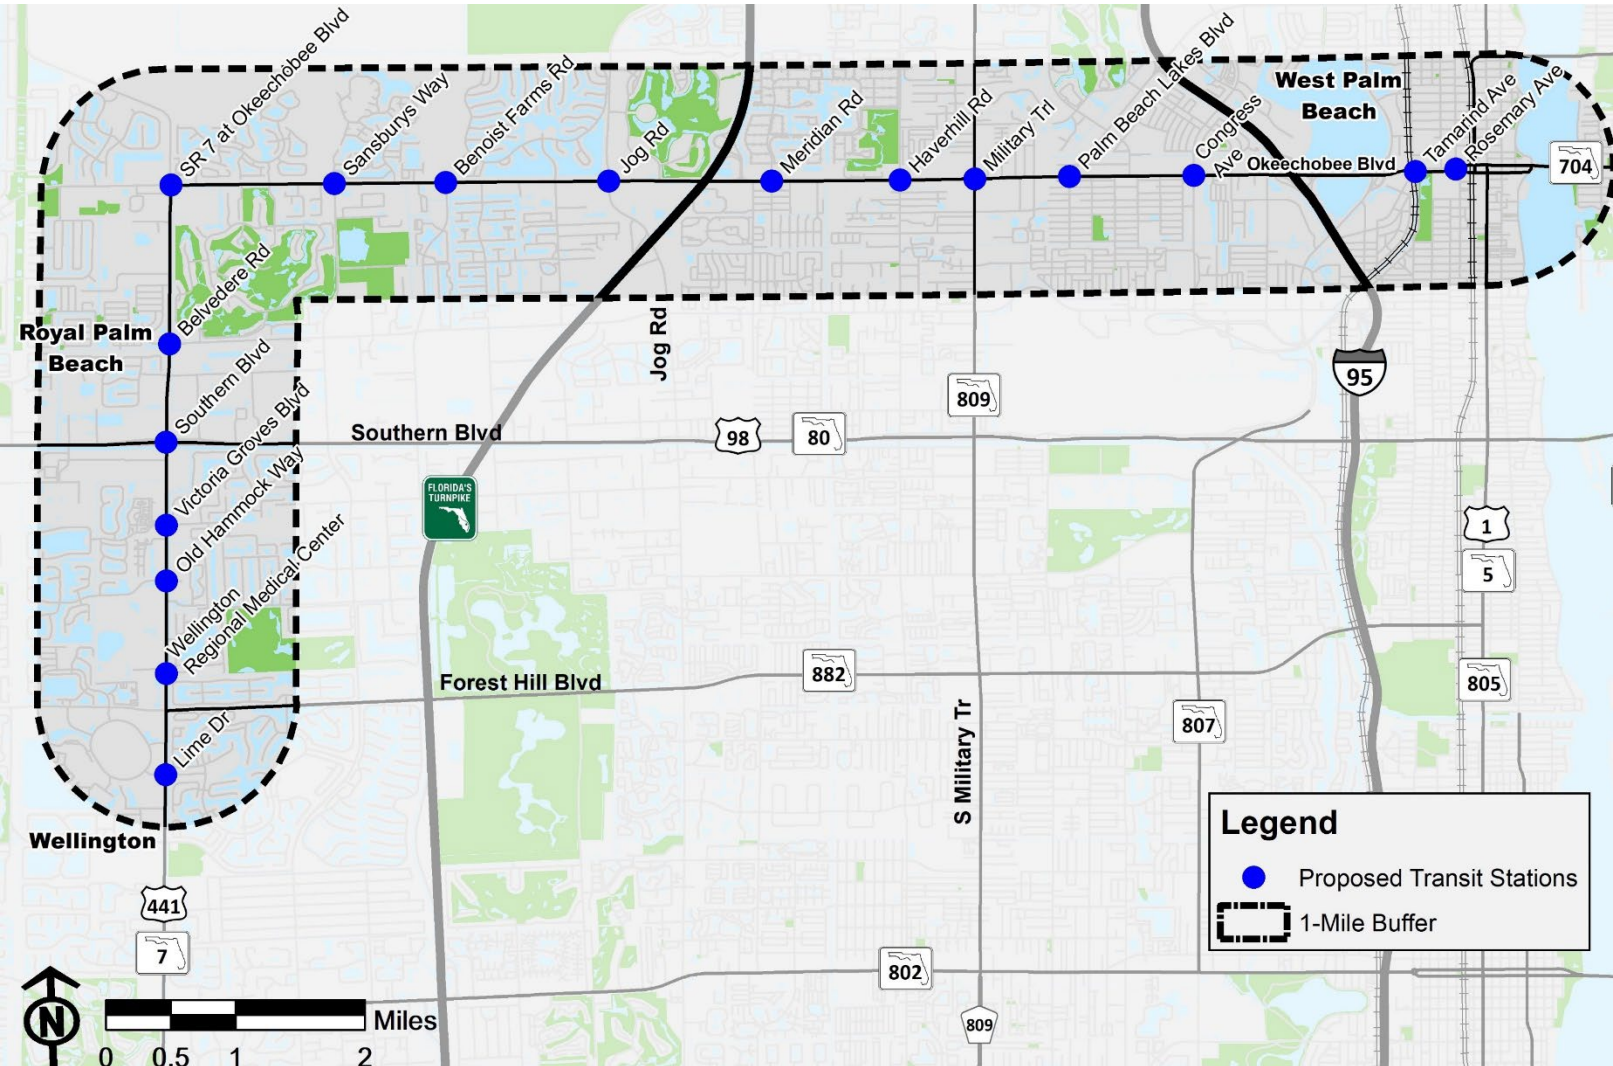 SR 7 at Okeechobee Blvd
Sansburys Way
Benoist Farms Rd
Jog Rd
Meridian Rd
Haverhill Rd
Military Trl
Palm Beach Lakes Blvd
Congress
Ave
West Palm
Beach
Okeechobee Blvd
Tamarind Ave
Rosemary Ave
704
Belvedere Rd
Royal Palm
Beach
Southern Blvd
Victoria Groves Blvd
Old Hammock Way
Wellington
Regional Medical Center
Lime Dr
Wellington
441
7
Jog Rd
Southern Blvd
98
80
809
95
FLORIDA'S
TURNPIKE
1
5
Forest Hill Blvd
882
805
807
S Military Tr
802
809
Legend
Proposed Transit Stations
1-Mile Buffer
N
Miles
0 0.5 1 2